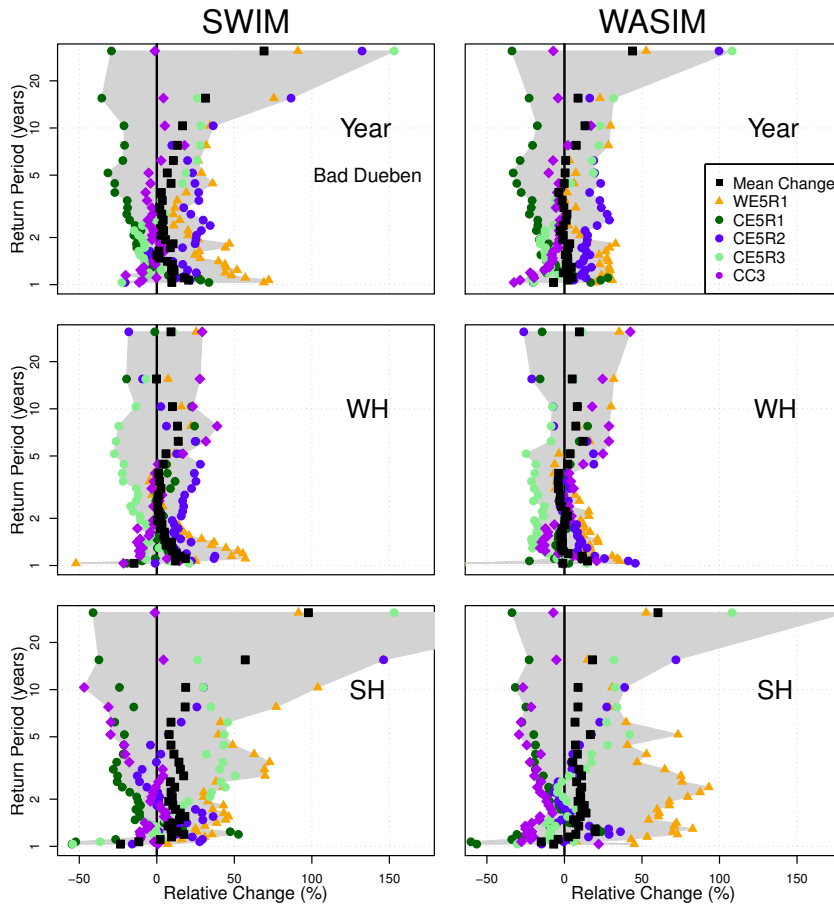 SWIM
WASIM
Return Period (years)
1
2
5
10
20
Year
Bad Dueben
Year
Mean Change
WE5R1
CE5R1
CE5R2
CE5R3
CC3
Return Period (years)
1
2
5
10
20
WH
WH
Return Period (years)
1
2
5
10
20
SH
SH
-50 0 50 100 150
-50 0 50 100 150
Relative Change (%)
Relative Change (%)